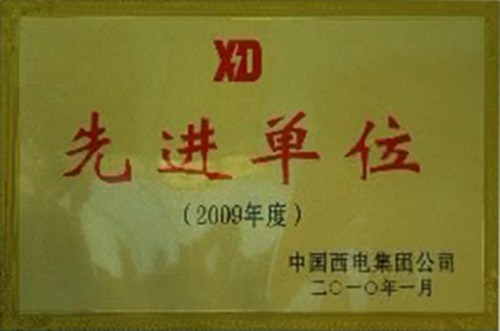 XD
先进单位
（2009年度）
中国西电集团公司
二〇一〇年一月